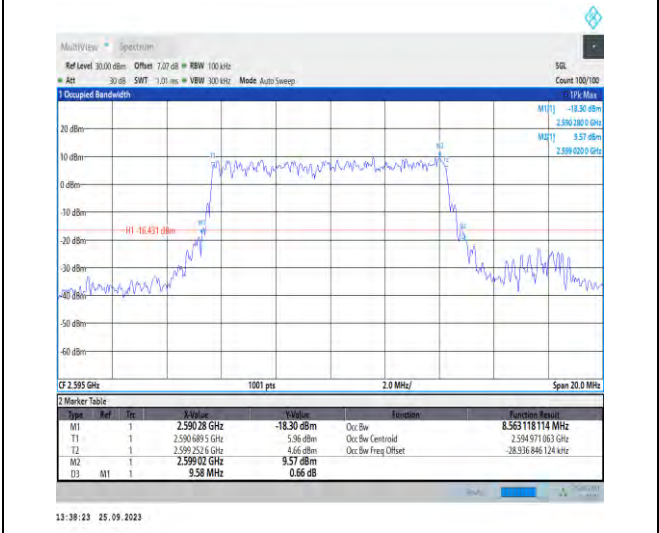 MultiView Spectrum
Ref Level 30.00 dBm Offset 7.07 dB RBW 100 kHz SGL
Att 30 dB SWT 1.01 ms VBW 300 kHz Mode Auto Sweep Count 100/100
1 Occupied Bandwidth 1Pk Max
M1[1] -18.30 dBm
2.590 280 0 GHz
M2[1] 9.57 dBm
2.599 020 0 GHz
20 dBm
10 dBm
0 dBm
-10 dBm
H1 -16.431 dBm
-20 dBm
-30 dBm
-40 dBm
-50 dBm
-60 dBm
T1
M2
T2
M1
CF 2.595 GHz 1001 pts 2.0 MHz/ Span 20.0 MHz
2 Marker Table
Type Ref Trc X-Value Y-Value Function Function Result
M1 1 2.590 28 GHz -18.30 dBm Occ Bw 8.563 118 114 MHz
T1 1 2.590 689 5 GHz 5.96 dBm Occ Bw Centroid 2.594 971 063 GHz
T2 1 2.599 252 6 GHz 4.66 dBm Occ Bw Freq Offset -28.936 846 124 kHz
M2 1 2.599 02 GHz 9.57 dBm
D3 M1 1 9.58 MHz 0.66 dB
13:38:23 25.09.2023